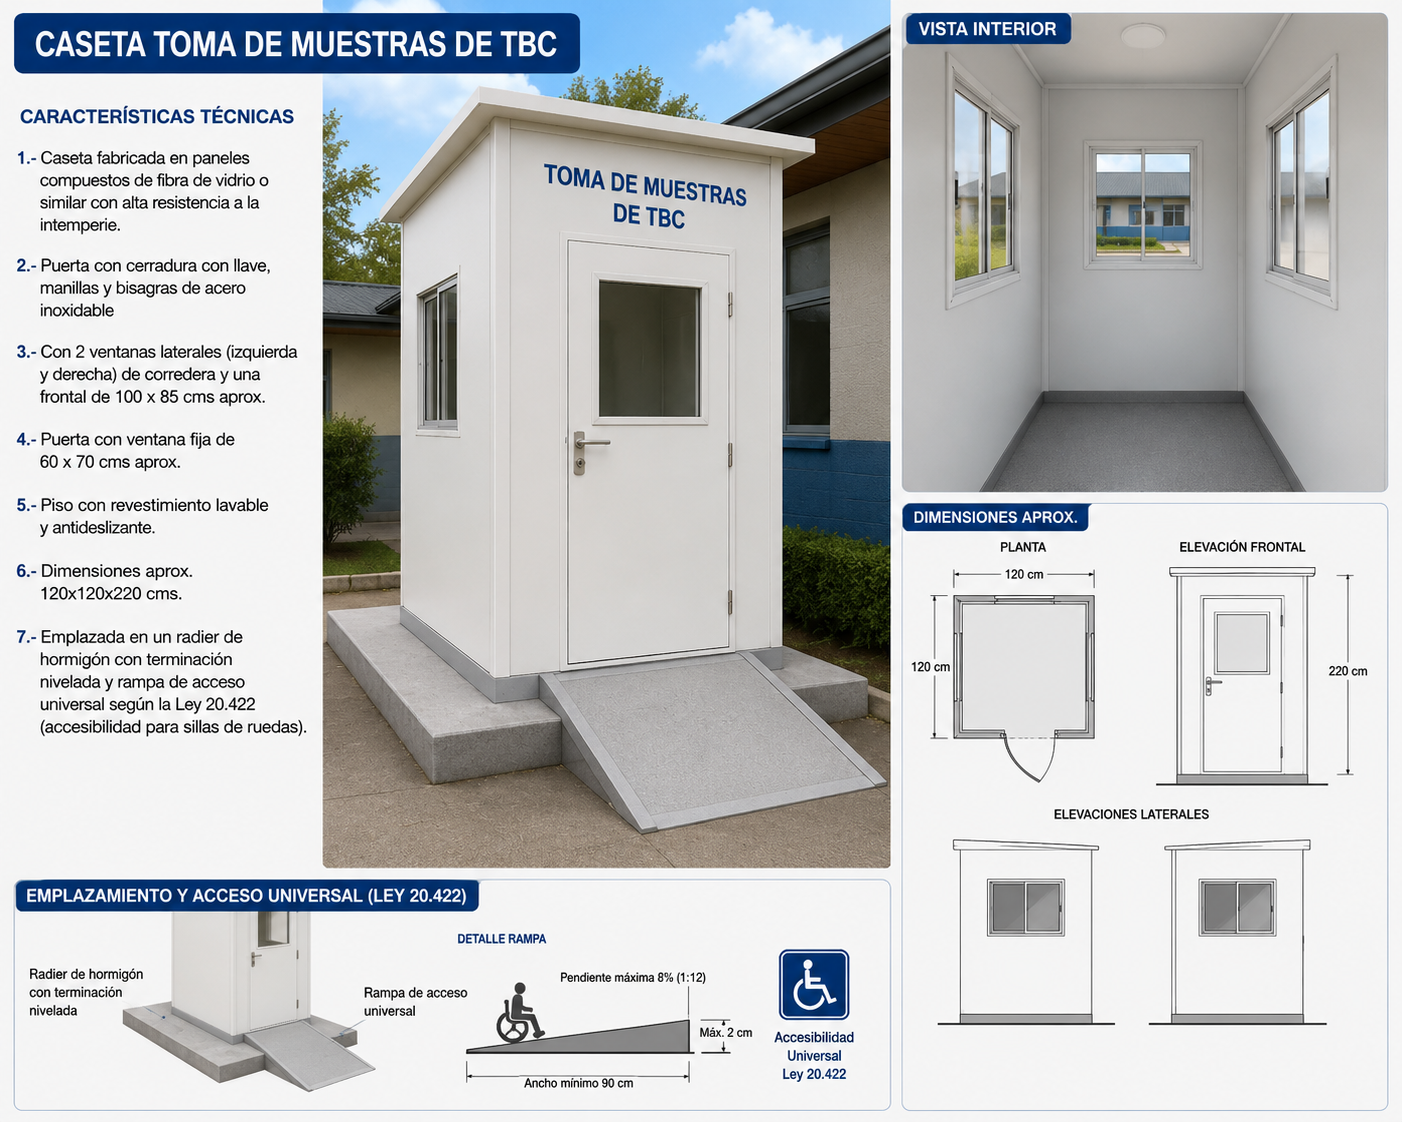 CASETA TOMA DE MUESTRAS DE TBC
CARACTERÍSTICAS TÉCNICAS
1.- Caseta fabricada en paneles
compuestos de fibra de vidrio o
similar con alta resistencia a la
intemperie.
2.- Puerta con cerradura con llave,
manillas y bisagras de acero
inoxidable
3.- Con 2 ventanas laterales (izquierda
y derecha) de corredera y una
frontal de 100 x 85 cms aprox.
4.- Puerta con ventana fija de
60 x 70 cms aprox.
5.- Piso con revestimiento lavable
y antideslizante.
6.- Dimensiones aprox.
120x120x220 cms.
7.- Emplazada en un radier de
hormigón con terminación
nivelada y rampa de acceso
universal según la Ley 20.422
(accesibilidad para sillas de ruedas).
TOMA DE MUESTRAS
DE TBC
VISTA INTERIOR
DIMENSIONES APROX.
PLANTA
120 cm
120 cm
ELEVACIÓN FRONTAL
220 cm
ELEVACIONES LATERALES
EMPLAZAMIENTO Y ACCESO UNIVERSAL (LEY 20.422)
Radier de hormigón
con terminación
nivelada
Rampa de acceso
universal
DETALLE RAMPA
Pendiente máxima 8% (1:12)
Máx. 2 cm
Ancho mínimo 90 cm
Accesibilidad
Universal
Ley 20.422